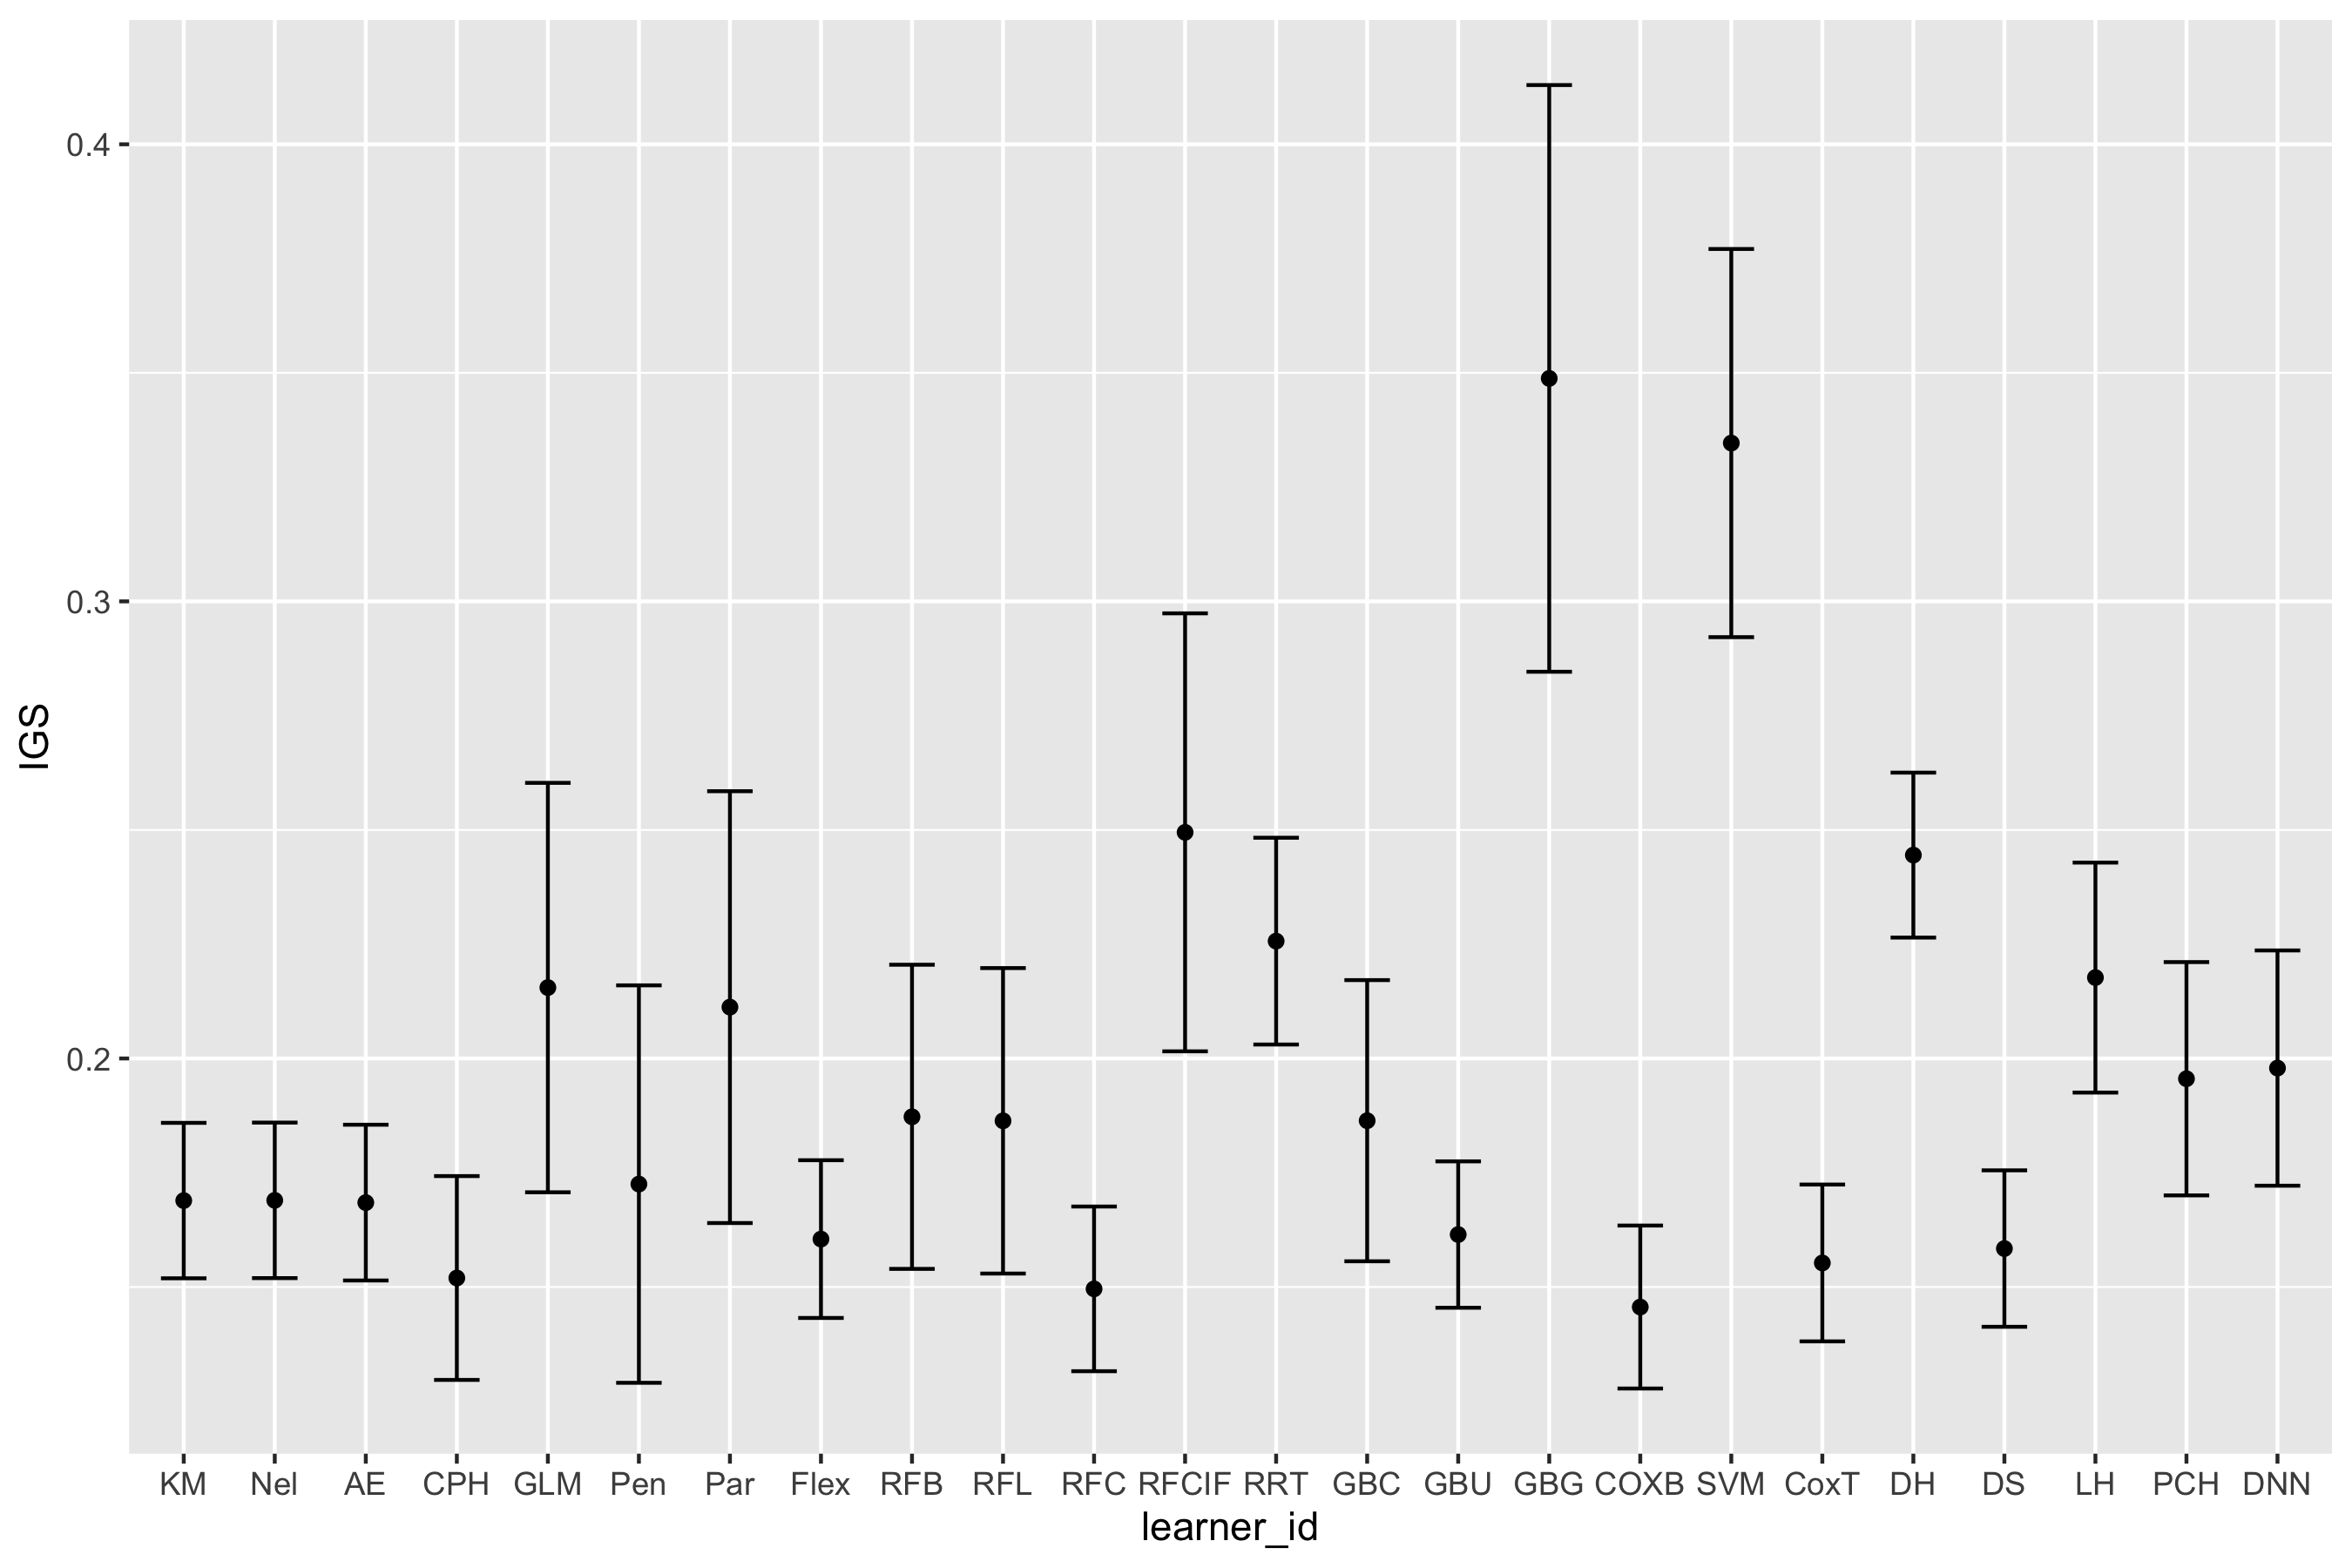 0.4
0.3
0.2
IGS
KM Nel AE CPH GLM Pen Par Flex RFB RFL RFC RFCIF RRT GBC GBU GBG COXB SVM CoxT DH DS LH PCH DNN
learner_id